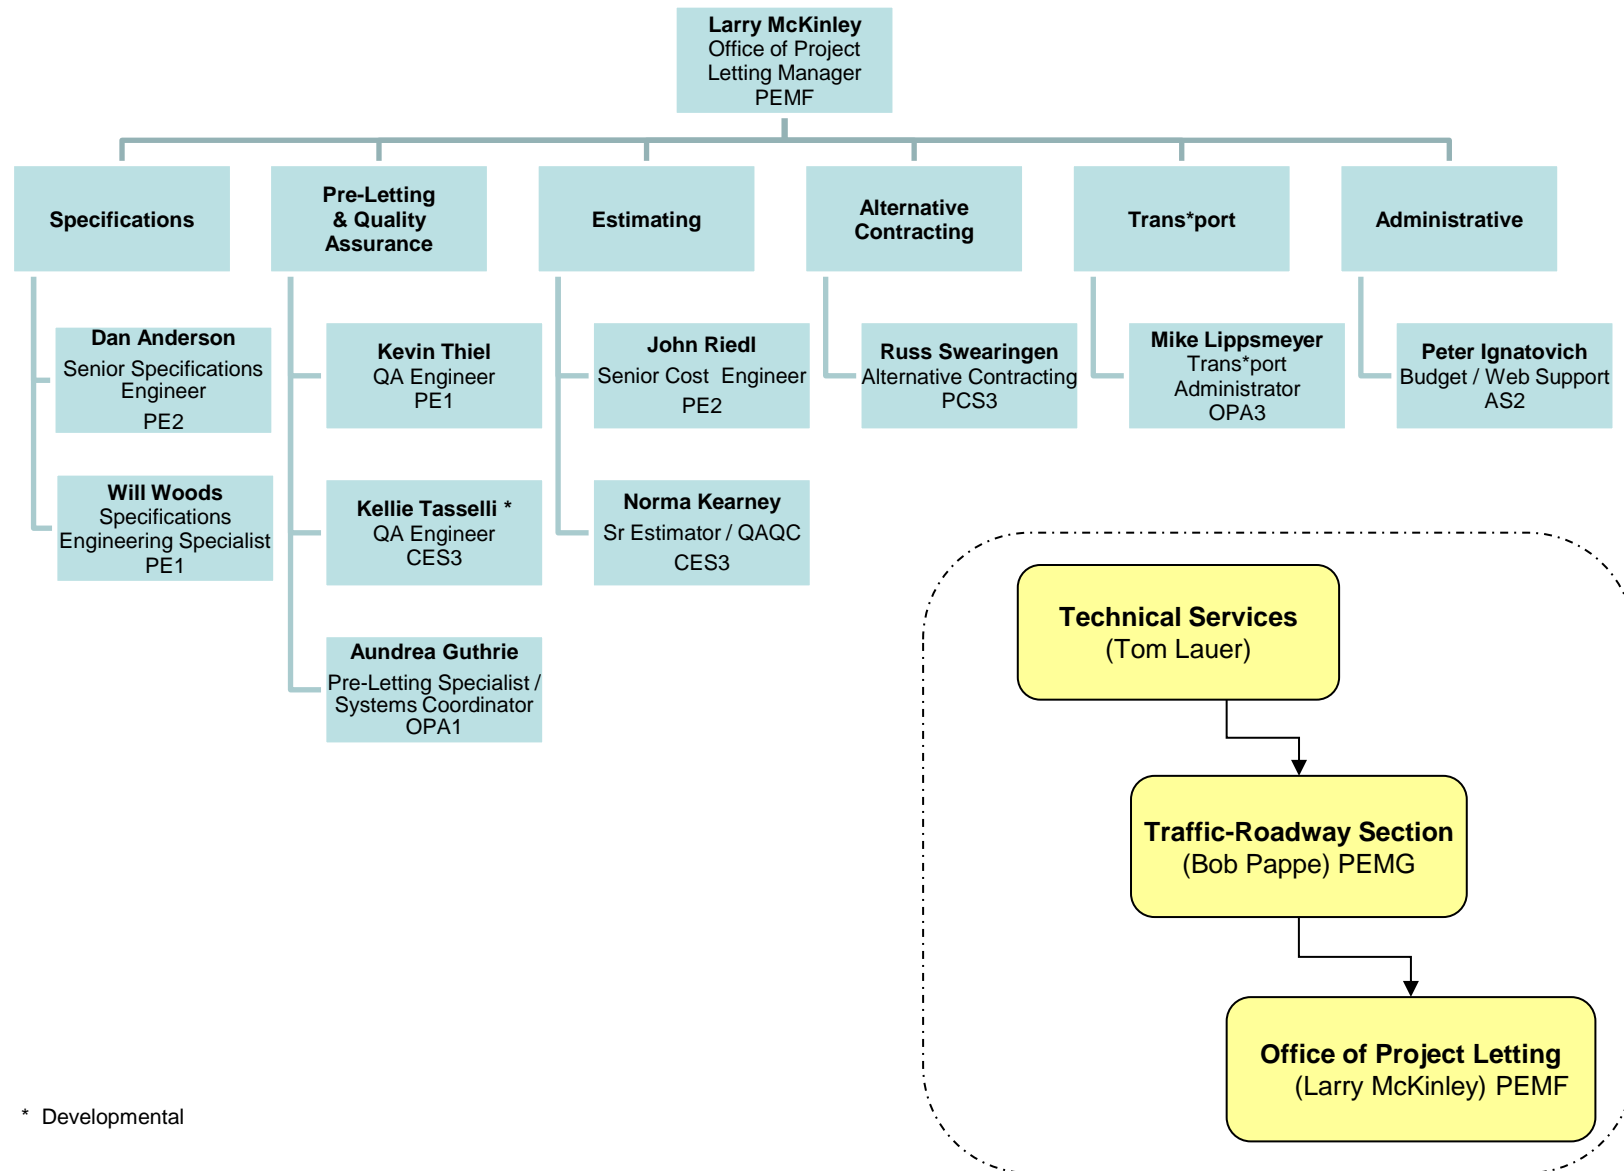 Larry McKinley
Office of Project
Letting Manager
PEMF
Specifications
Pre-Letting
& Quality
Assurance
Estimating
Alternative
Contracting
Trans*port
Administrative
Dan Anderson
Senior Specifications
Engineer
PE2
Will Woods
Specifications
Engineering Specialist
PE1
Kevin Thiel
QA Engineer
PE1
Kellie Tasselli *
QA Engineer
CES3
Aundrea Guthrie
Pre-Letting Specialist /
Systems Coordinator
OPA1
John Riedl
Senior Cost Engineer
PE2
Norma Kearney
Sr Estimator / QAQC
CES3
Russ Swearingen
Alternative Contracting
PCS3
Mike Lippsmeyer
Trans*port
Administrator
OPA3
Peter Ignatovich
Budget / Web Support
AS2
Technical Services
(Tom Lauer)
Traffic-Roadway Section
(Bob Pappe) PEMG
Office of Project Letting
(Larry McKinley) PEMF
* Developmental